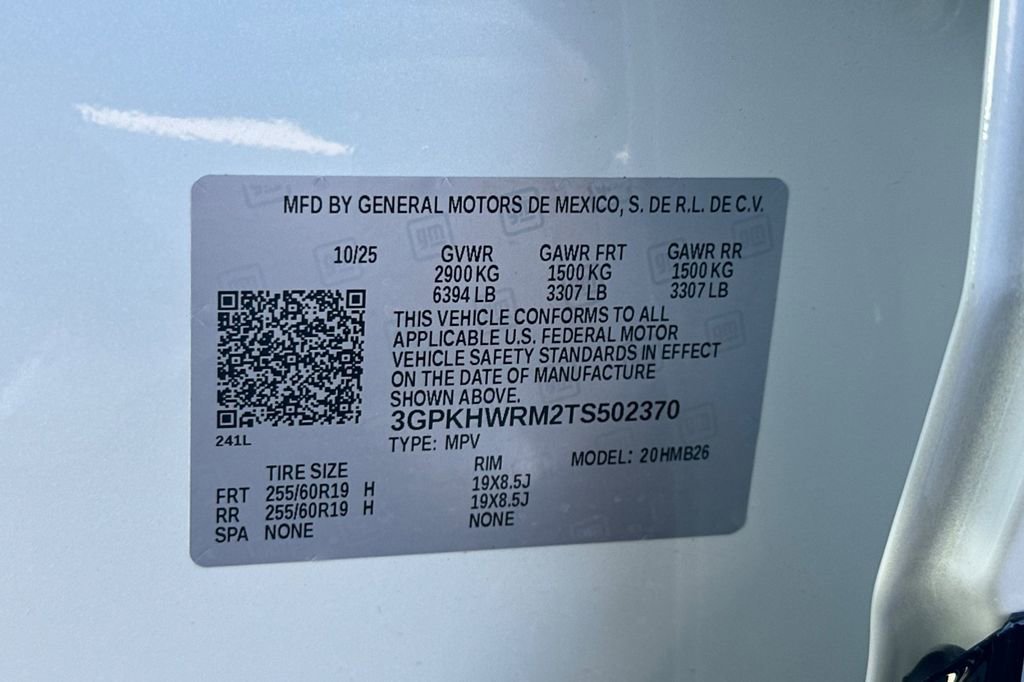 MFD BY GENERAL MOTORS DE MEXICO, S. DE R.L. DE C.V.
10/25 GVWR GAWR FRT GAWR RR
2900 KG 1500 KG 1500 KG
6394 LB 3307 LB 3307 LB
THIS VEHICLE CONFORMS TO ALL
APPLICABLE U.S. FEDERAL MOTOR
VEHICLE SAFETY STANDARDS IN EFFECT
ON THE DATE OF MANUFACTURE
SHOWN ABOVE.
3GPKHWRM2TS502370
241L
TYPE: MPV
MODEL: 20HMB26
TIRE SIZE RIM
FRT 255/60R19 H 19X8.5J
RR 255/60R19 H 19X8.5J
SPA NONE NONE